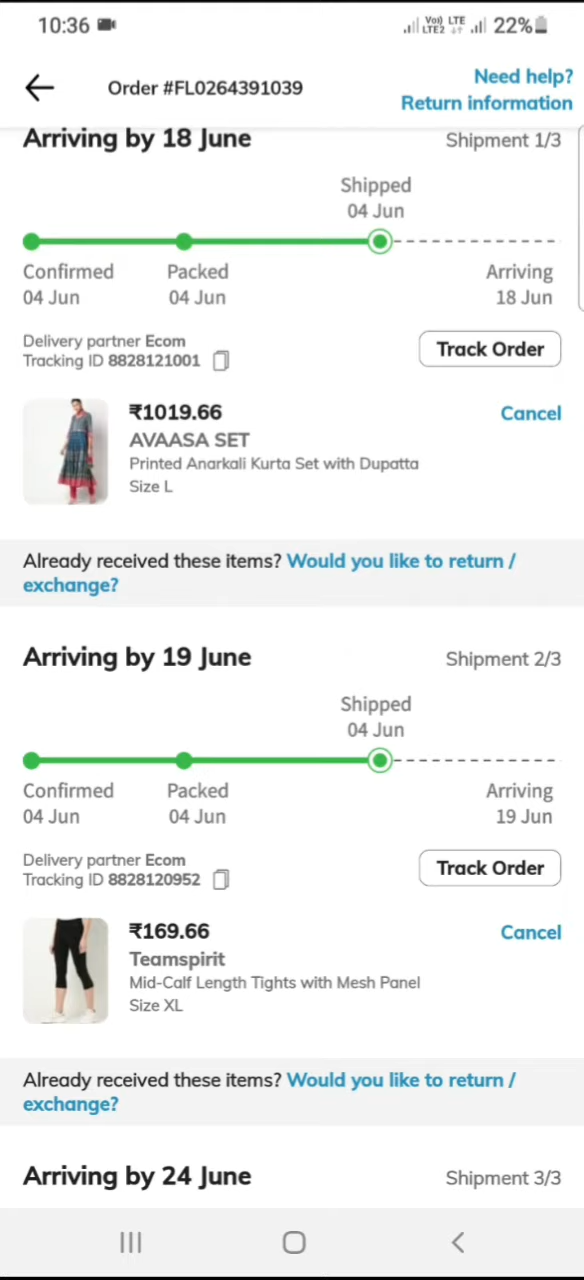 10:36
Vo) LTE
LTE2 22%
Need help?
Order #FL0264391039
Return information
Arriving by 18 June
Shipment 1/3
Shipped
04 Jun
Confirmed Packed Arriving
04 Jun 04 Jun 18 Jun
Delivery partner Ecom
Tracking ID 8828121001
Track Order
₹1019.66
Cancel
AVAASA SET
Printed Anarkali Kurta Set with Dupatta
Size L
Already received these items? Would you like to return /
exchange?
Arriving by 19 June
Shipment 2/3
Shipped
04 Jun
Confirmed Packed Arriving
04 Jun 04 Jun 19 Jun
Delivery partner Ecom
Tracking ID 8828120952
Track Order
₹169.66
Cancel
Teamspirit
Mid-Calf Length Tights with Mesh Panel
Size XL
Already received these items? Would you like to return /
exchange?
Arriving by 24 June
Shipment 3/3